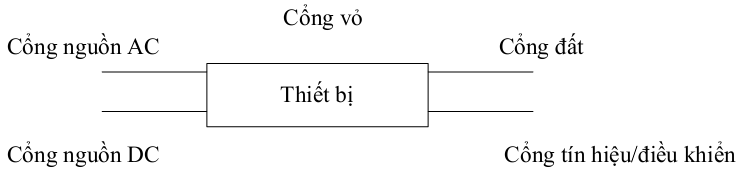 Cổng vỏ
Cổng nguồn AC
Cổng đất
Thiết bị
Cổng nguồn DC
Cổng tín hiệu/điều khiển